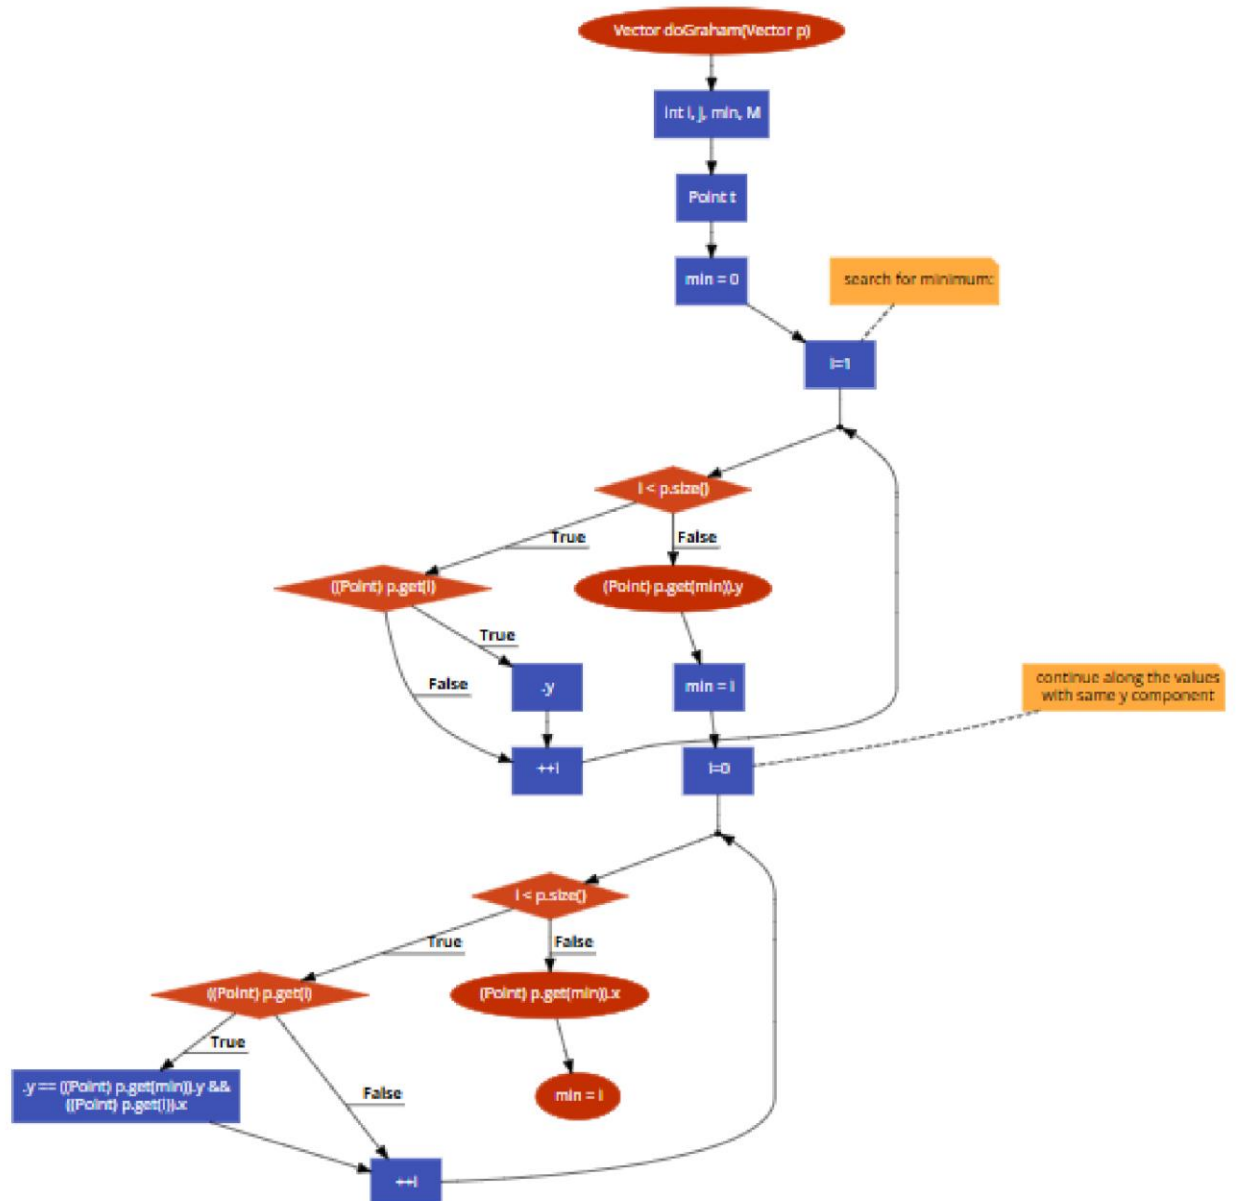 Vector doGraham(Vector p)
int i, j, min, M
Point t
min = 0
search for minimum:
i=1
i < p.size()
True
False
((Point) p.get(i)
(Point) p.get(min)).y
True
False
.y
min = i
continue along the values
with same y component
++i
i=0
i < p.size()
True
False
((Point) p.get(i)
(Point) p.get(min)).x
True
False
.y == ((Point) p.get(min)).y &&
((Point) p.get(i)).x
min = i
++i